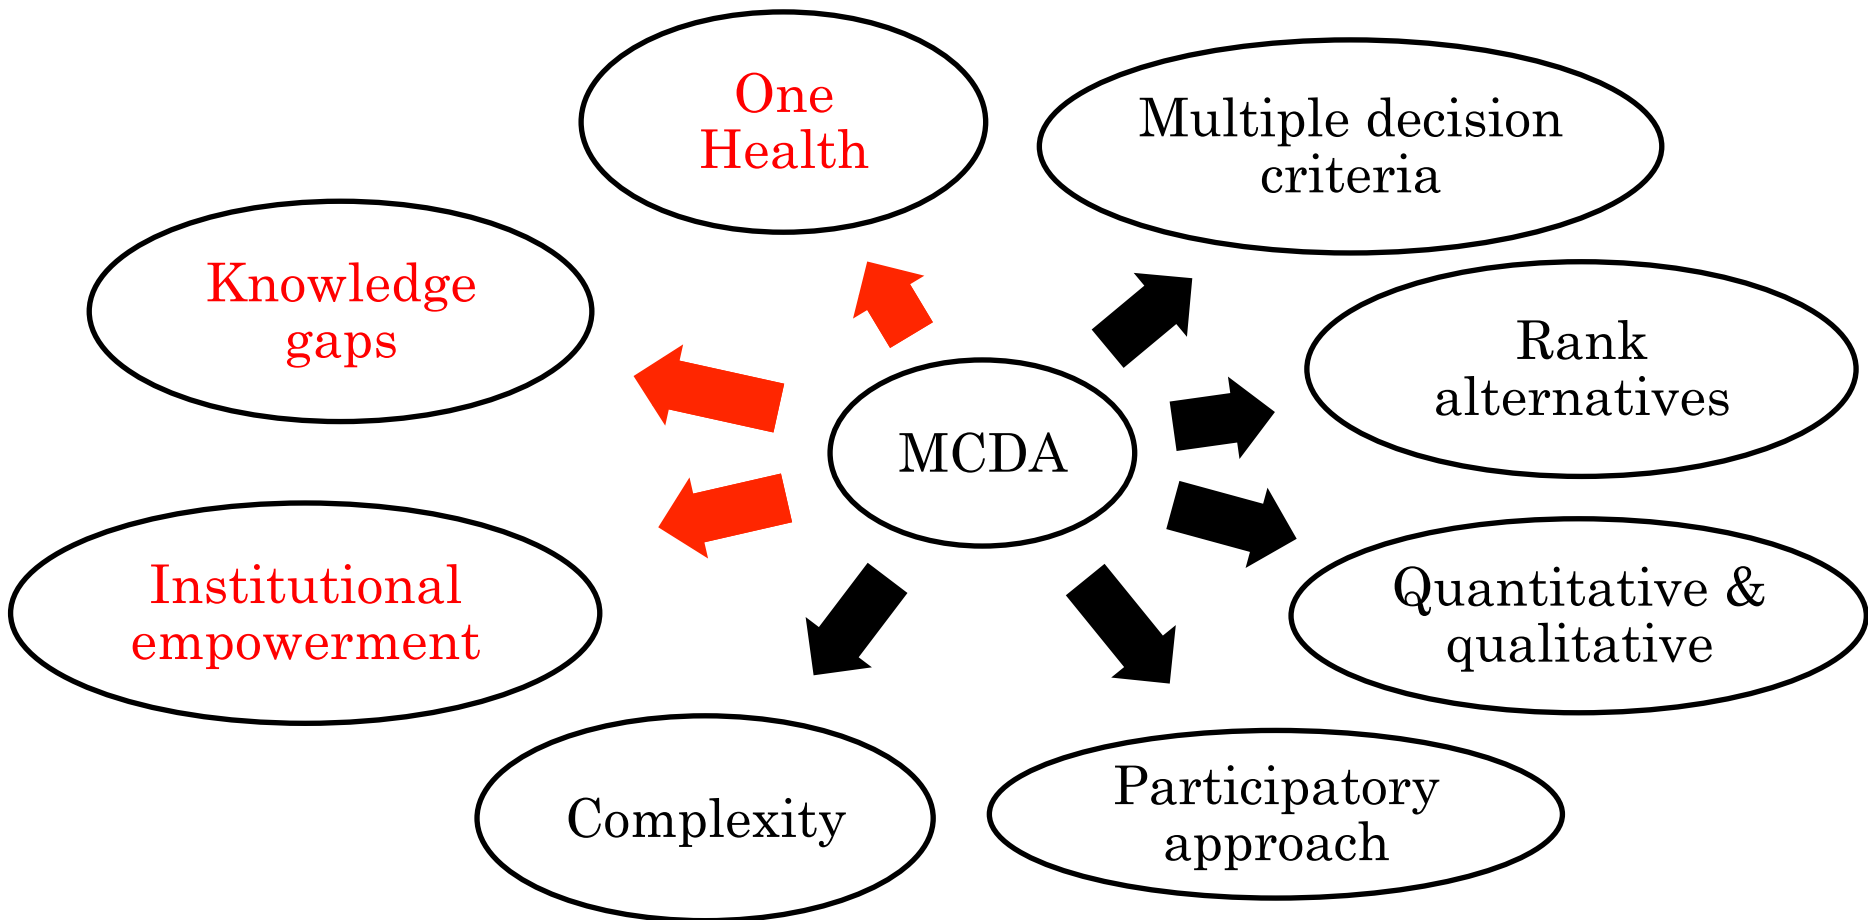 One
Health
Multiple decision
criteria
Knowledge
gaps
Rank
alternatives
MCDA
Institutional
empowerment
Quantitative &
qualitative
Complexity
Participatory
approach